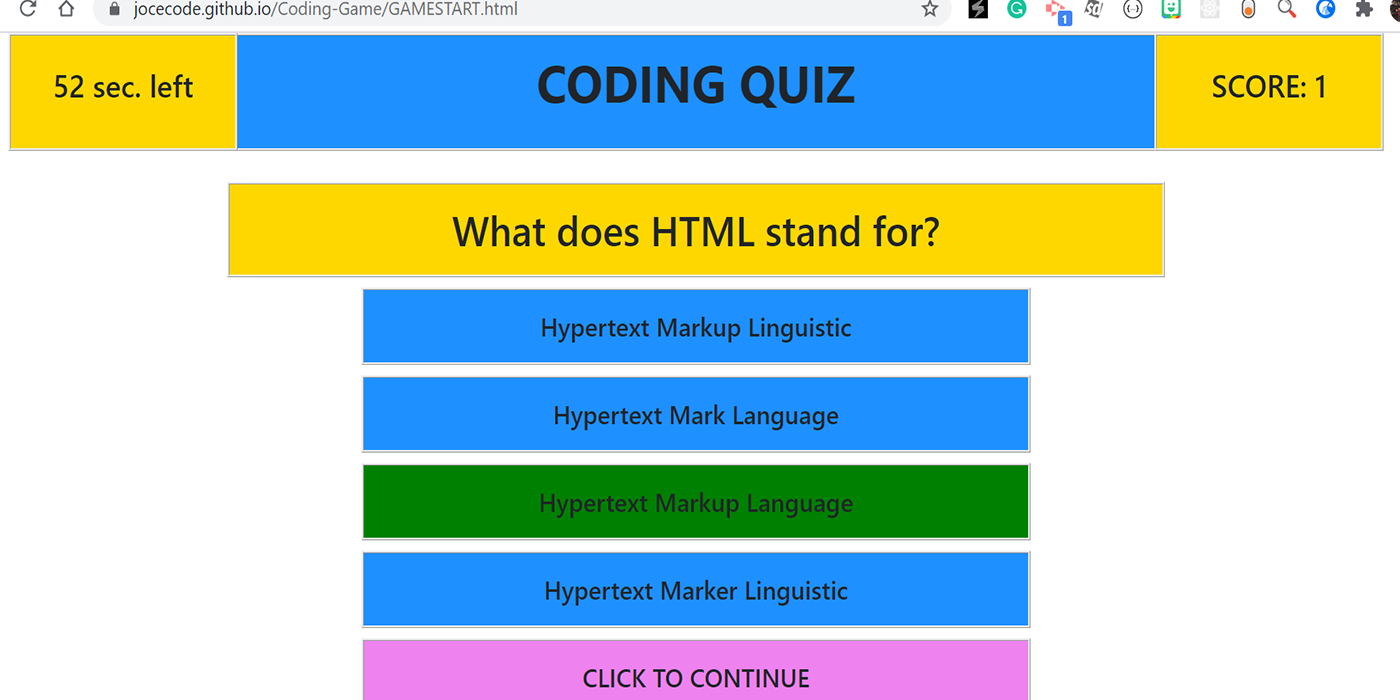 jocecode.github.io/Coding-Game/GAMESTART.html
1
52 sec. left
CODING QUIZ
SCORE: 1
What does HTML stand for?
Hypertext Markup Linguistic
Hypertext Mark Language
Hypertext Markup Language
Hypertext Marker Linguistic
CLICK TO CONTINUE